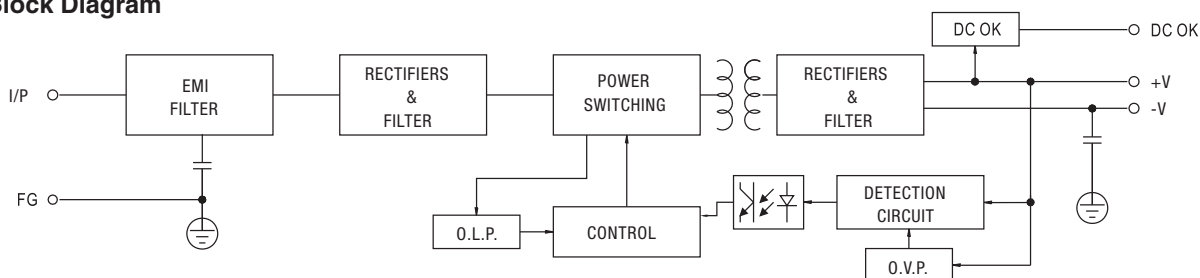 Block Diagram
DC OK
DC OK
I/P
EMI
FILTER
RECTIFIERS
&
FILTER
POWER
SWITCHING
RECTIFIERS
&
FILTER
+V
-V
FG
O.L.P.
CONTROL
DETECTION
CIRCUIT
O.V.P.